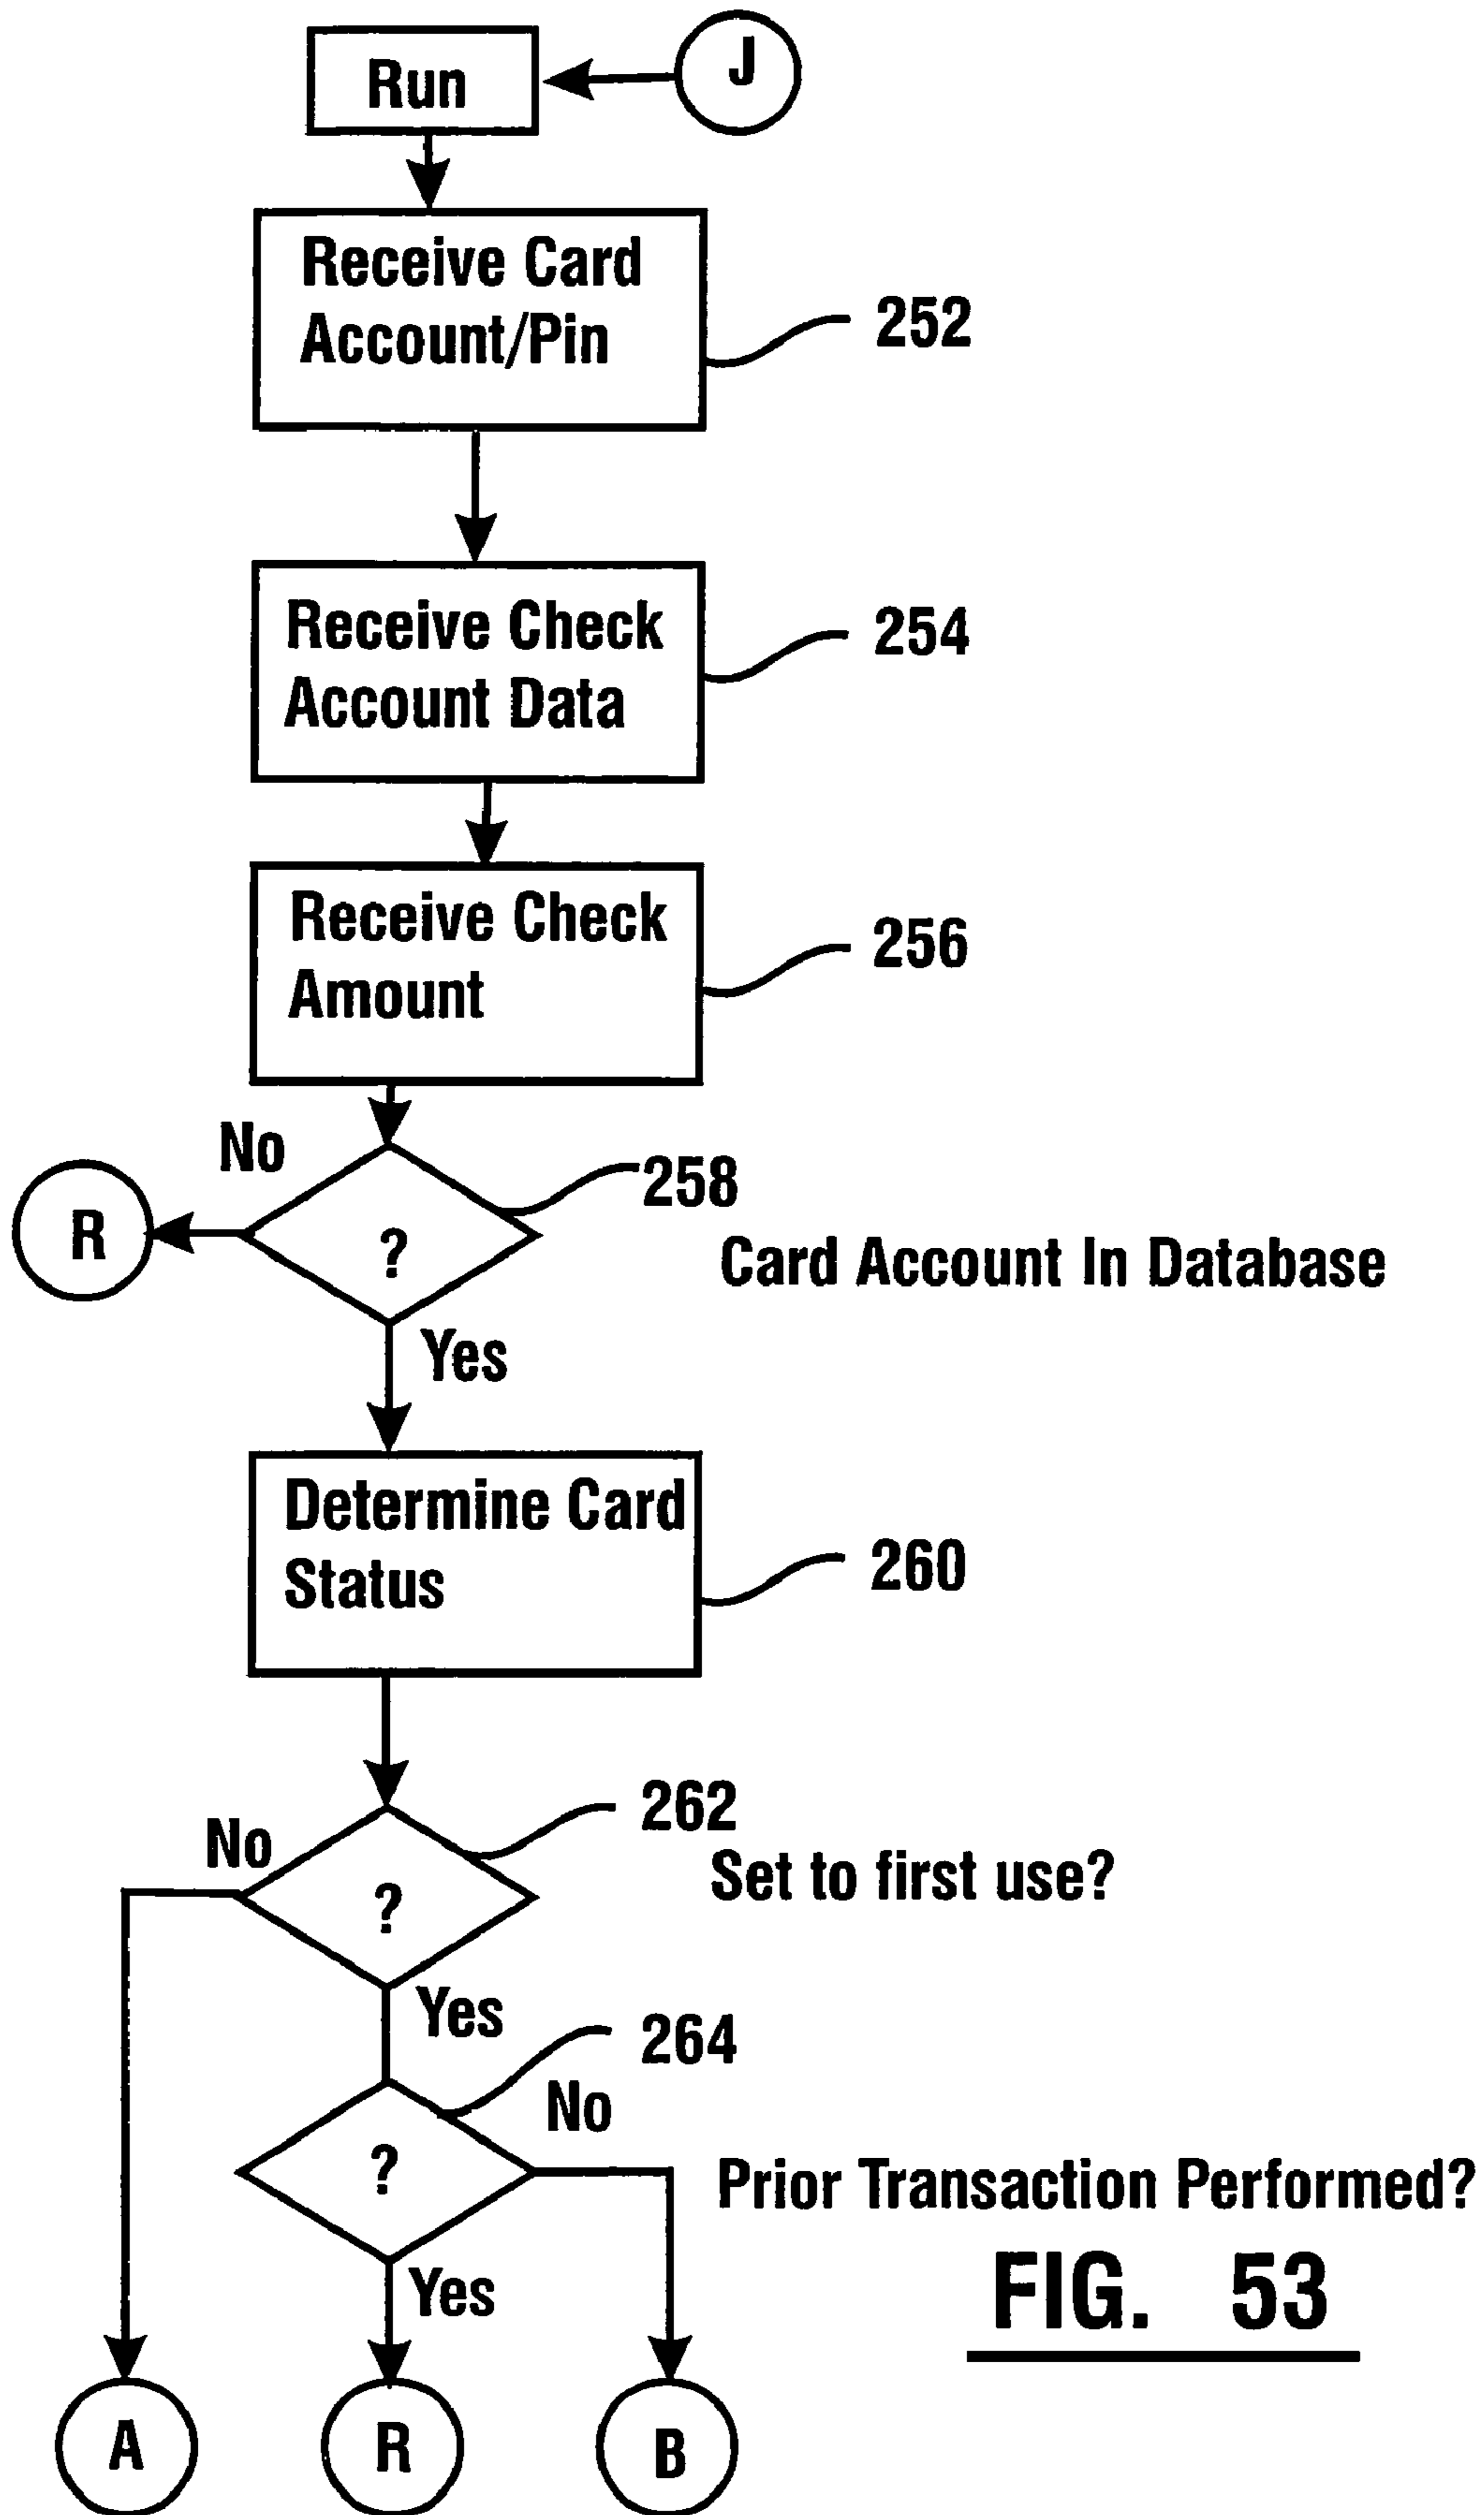 Run
J
Receive Card
Account/Pin
252
Receive Check
Account Data
254
Receive Check
Amount
256
No
258
R
?
Card Account In Database
Yes
Determine Card
Status
260
262
No
Set to first use?
?
Yes
264
No
?
Prior Transaction Performed?
Yes
FIG. 53
A
R
B